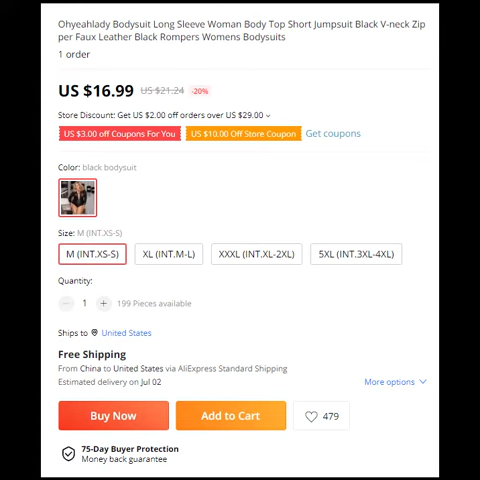 Ohyeahlady Bodysuit Long Sleeve Woman Body Top Short Jumpsuit Black V-neck Zip
per Faux Leather Black Rompers Womens Bodysuits
1 order
US $16.99 US $21.24 -20%
Store Discount: Get US $2.00 off orders over US $29.00
US $3.00 off Coupons For You US $10.00 Off Store Coupon Get coupons
Color: black bodysuit
Size: M (INT.XS-S)
M (INT.XS-S) XL (INT.M-L) XXXL (INT.XL-2XL) 5XL (INT.3XL-4XL)
Quantity:
1 199 Pieces available
Ships to United States
Free Shipping
From China to United States via AliExpress Standard Shipping
Estimated delivery on Jul 02 More options
Buy Now Add to Cart 479
75-Day Buyer Protection
Money back guarantee